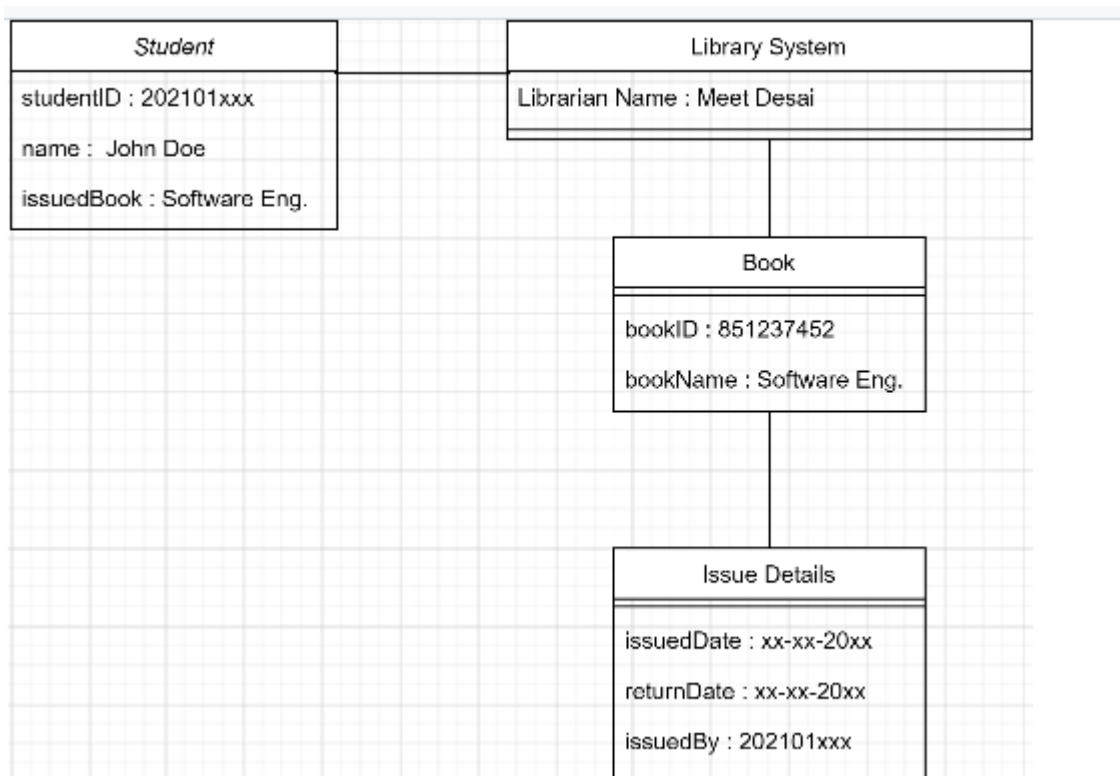 Student
studentID : 202101xxx
name : John Doe
issuedBook : Software Eng.
Library System
Librarian Name : Meet Desai
Book
bookID : 851237452
bookName : Software Eng.
Issue Details
issuedDate : xx-xx-20xx
returnDate : xx-xx-20xx
issuedBy : 202101xxx